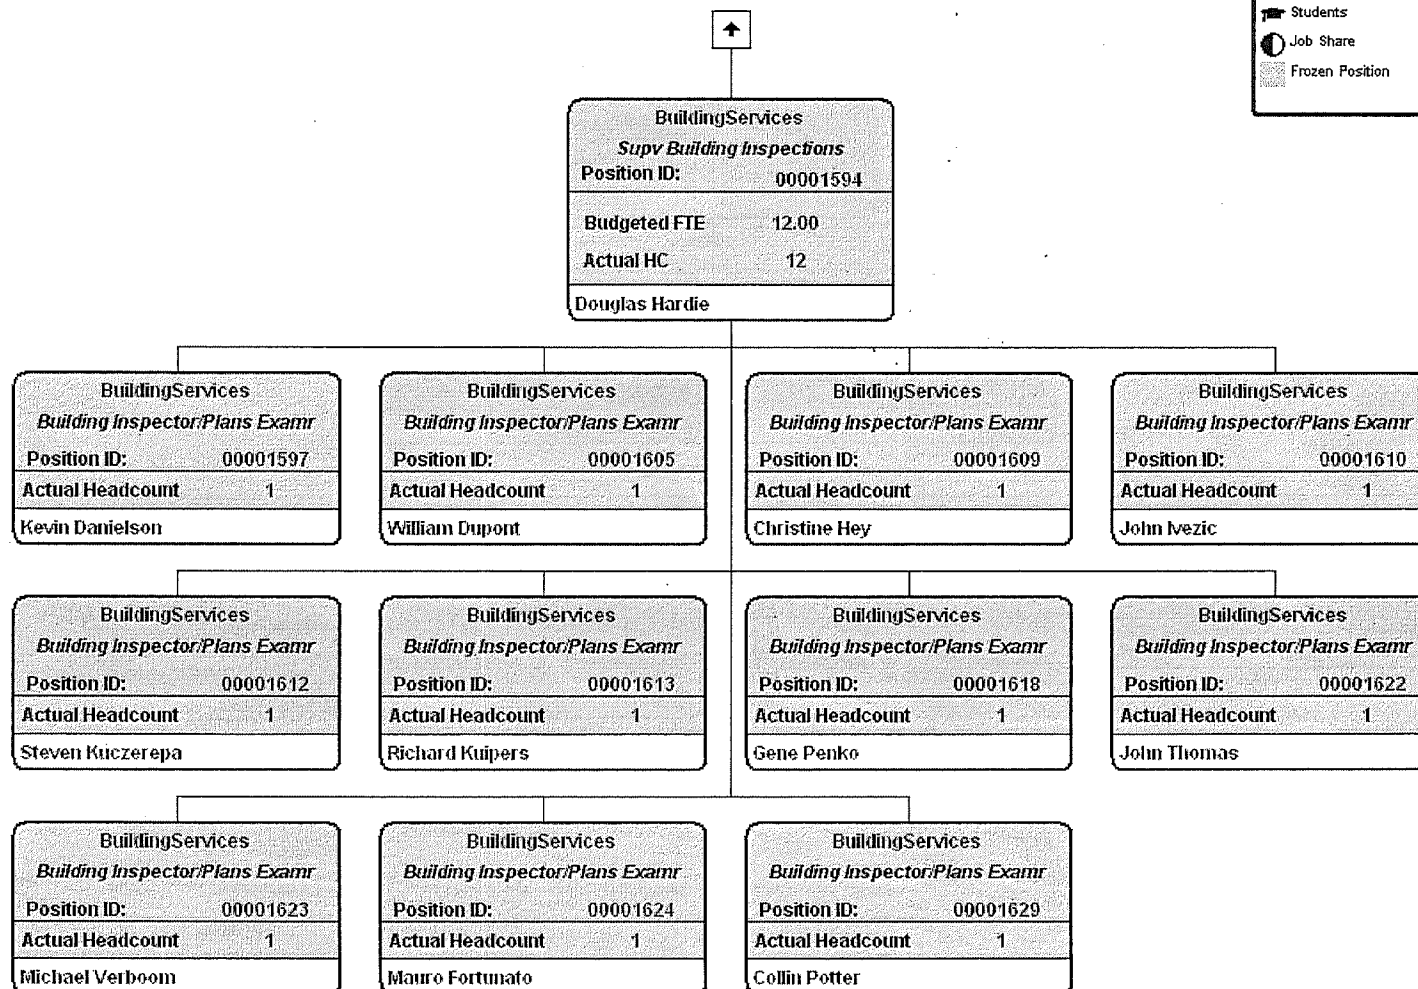 Students
Job Share
Frozen Position
BuildingServices
Supv Building Inspections
Position ID: 00001594
Budgeted FTE 12.00
Actual HC 12
Douglas Hardie
BuildingServices
Building Inspector/Plans Examr
Position ID: 00001597
Actual Headcount 1
Kevin Danielson
BuildingServices
Building Inspector/Plans Examr
Position ID: 00001605
Actual Headcount 1
William Dupont
BuildingServices
Building Inspector/Plans Examr
Position ID: 00001609
Actual Headcount 1
Christine Hey
BuildingServices
Building Inspector/Plans Examr
Position ID: 00001610
Actual Headcount 1
John Ivezic
BuildingServices
Building Inspector/Plans Examr
Position ID: 00001612
Actual Headcount 1
Steven Kuczerepa
BuildingServices
Building Inspector/Plans Examr
Position ID: 00001613
Actual Headcount 1
Richard Kuipers
BuildingServices
Building Inspector/Plans Examr
Position ID: 00001618
Actual Headcount 1
Gene Penko
BuildingServices
Building Inspector/Plans Examr
Position ID: 00001622
Actual Headcount 1
John Thomas
BuildingServices
Building Inspector/Plans Examr
Position ID: 00001623
Actual Headcount 1
Michael Verboom
BuildingServices
Building Inspector/Plans Examr
Position ID: 00001624
Actual Headcount 1
Mauro Fortunato
BuildingServices
Building Inspector/Plans Examr
Position ID: 00001629
Actual Headcount 1
Collin Potter